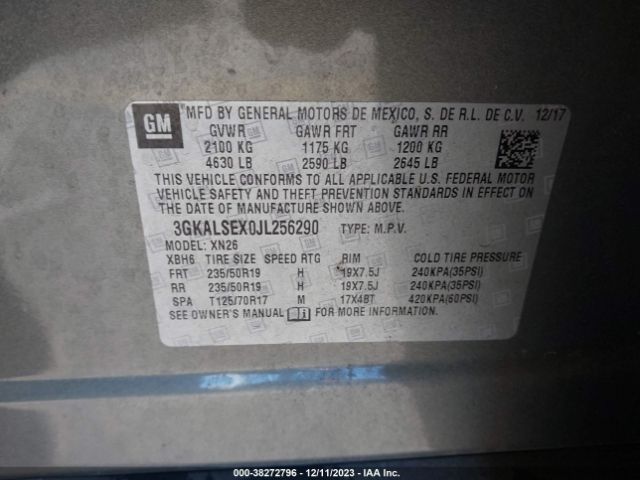 GM MFD BY GENERAL MOTORS DE MEXICO, S. DE R.L. DE C.V. 12/17
GVWR GAWR FRT GAWR RR
2100 KG 1175 KG 1200 KG
4630 LB 2590 LB 2645 LB
THIS VEHICLE CONFORMS TO ALL APPLICABLE U.S. FEDERAL MOTOR
VEHICLE SAFETY AND THEFT PREVENTION STANDARDS IN EFFECT ON THE
DATE OF MANUFACTURE SHOWN ABOVE.
3GKALSEX0JL256290 TYPE: M.P.V.
MODEL: XN26
XBH6 TIRE SIZE SPEED RTG RIM COLD TIRE PRESSURE
FRT 235/50R19 H 19X7.5J 240KPA(35PSI)
RR 235/50R19 H 19X7.5J 240KPA(35PSI)
SPA T125/70R17 M 17X4BT 420KPA(60PSI)
SEE OWNER'S MANUAL i FOR MORE INFORMATION.
000-38272796 - 12/11/2023 - IAA Inc.